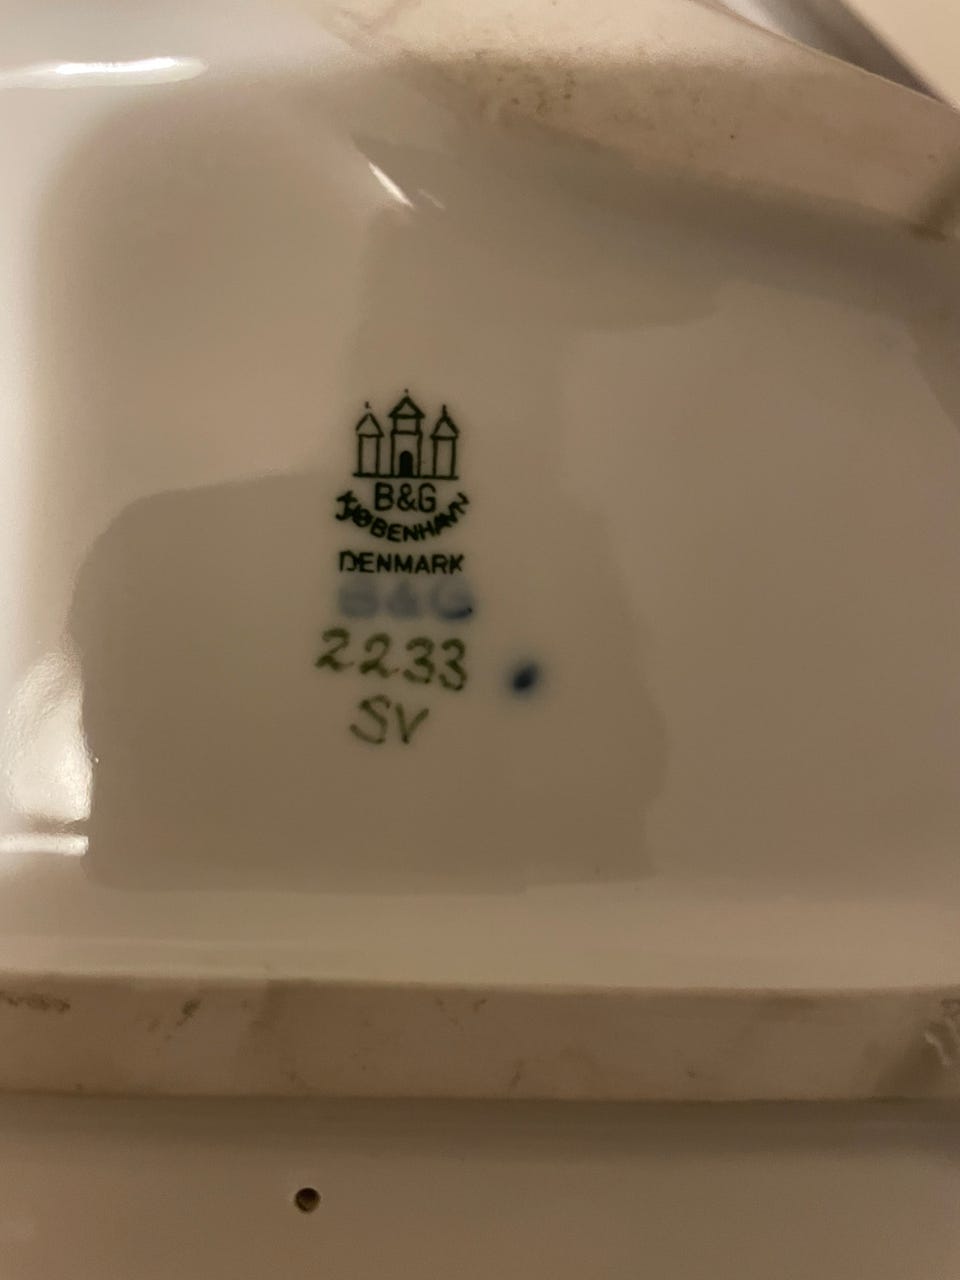 B&G
KJØBENHAVN
DENMARK
B&G
2233
SV